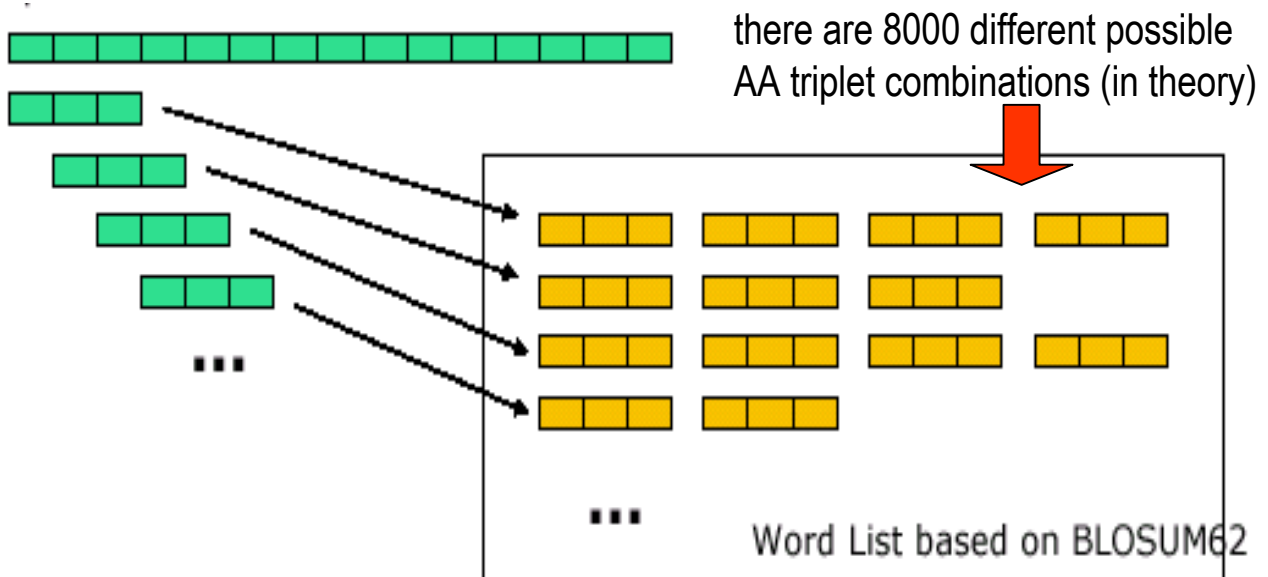 there are 8000 different possible
AA triplet combinations (in theory)
...
...
Word List based on BLOSUM62